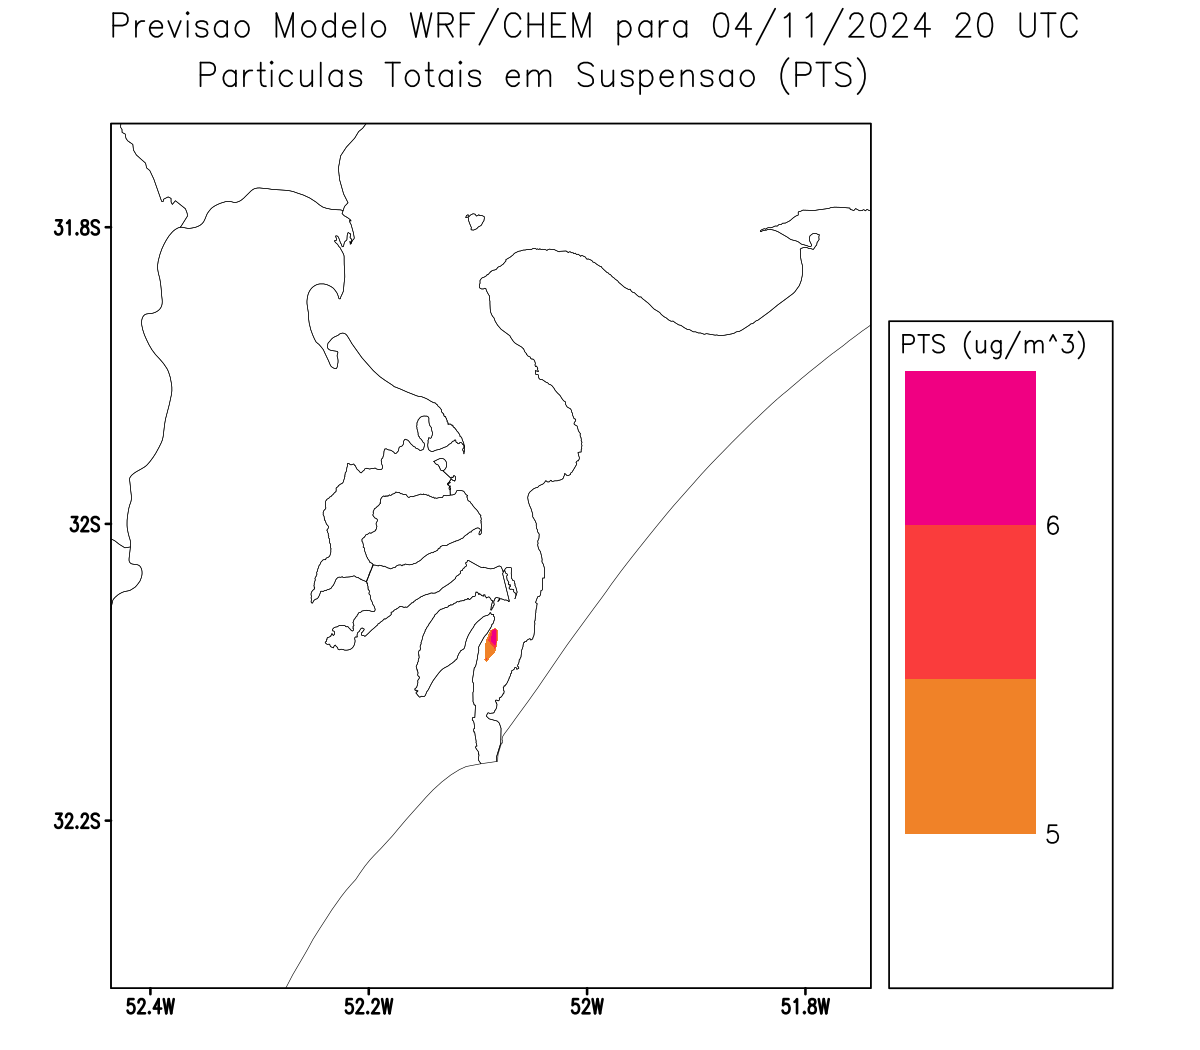 Previsao Modelo WRF/CHEM para 04/11/2024 20 UTC
Particulas Totais em Suspensao (PTS)
31.8S
32S
32.2S
52.4W
52.2W
52W
51.8W
PTS (ug/m^3)
6
5